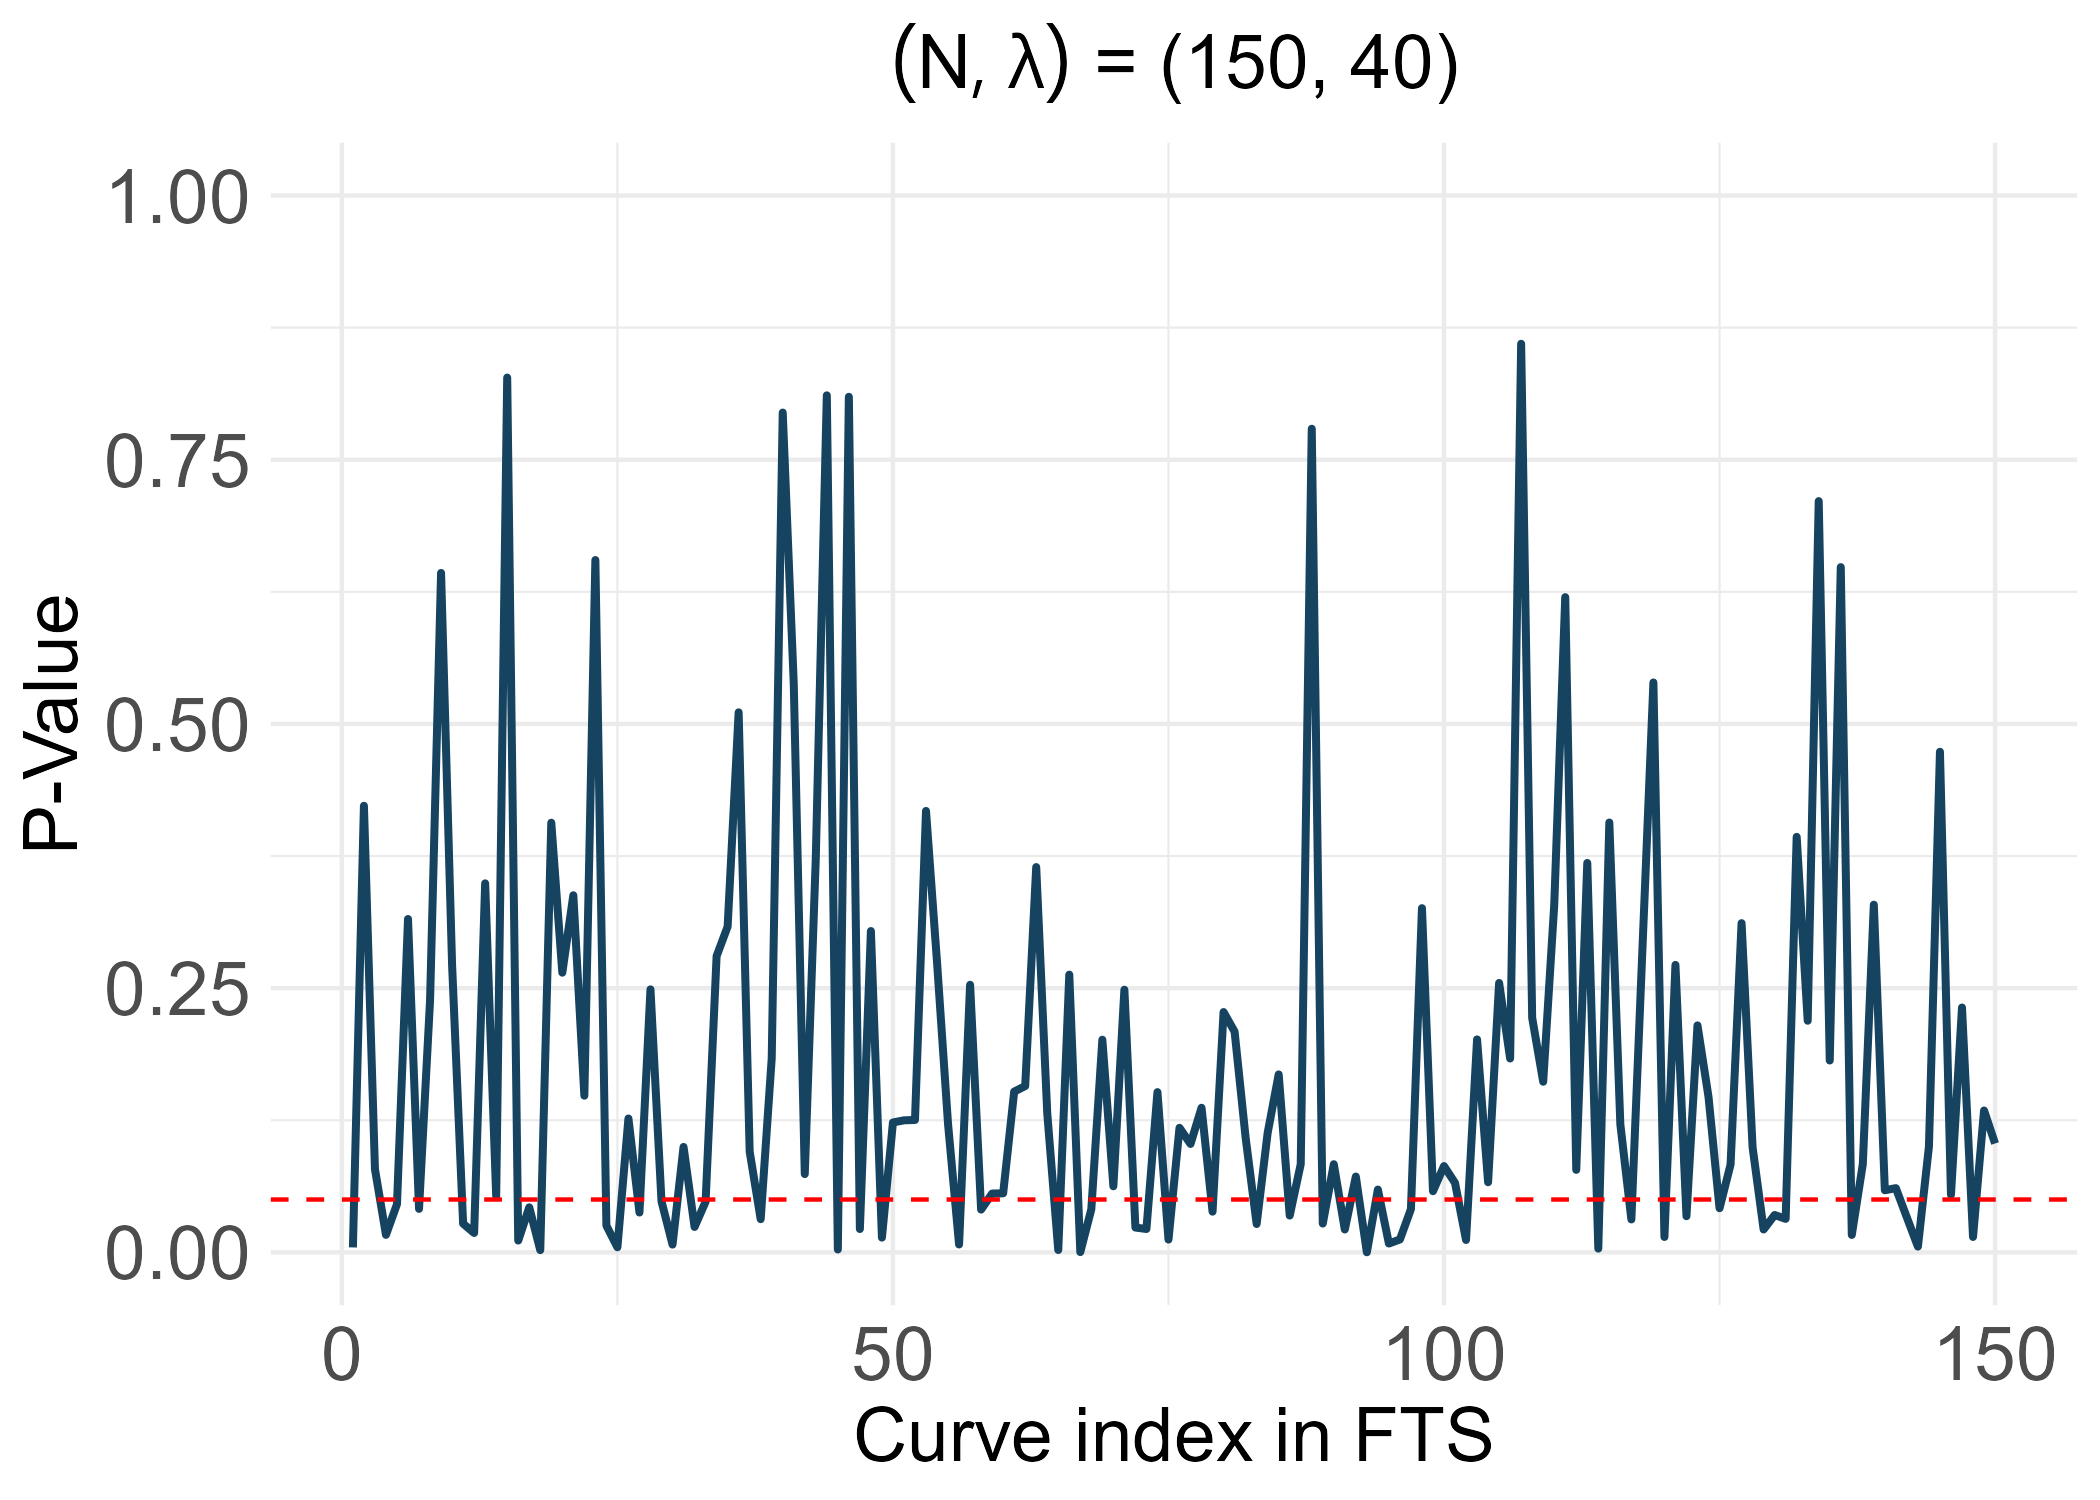 (N, λ) = (150, 40)
1.00
0.75
0.50
0.25
0.00
P-Value
0 50 100 150
Curve index in FTS